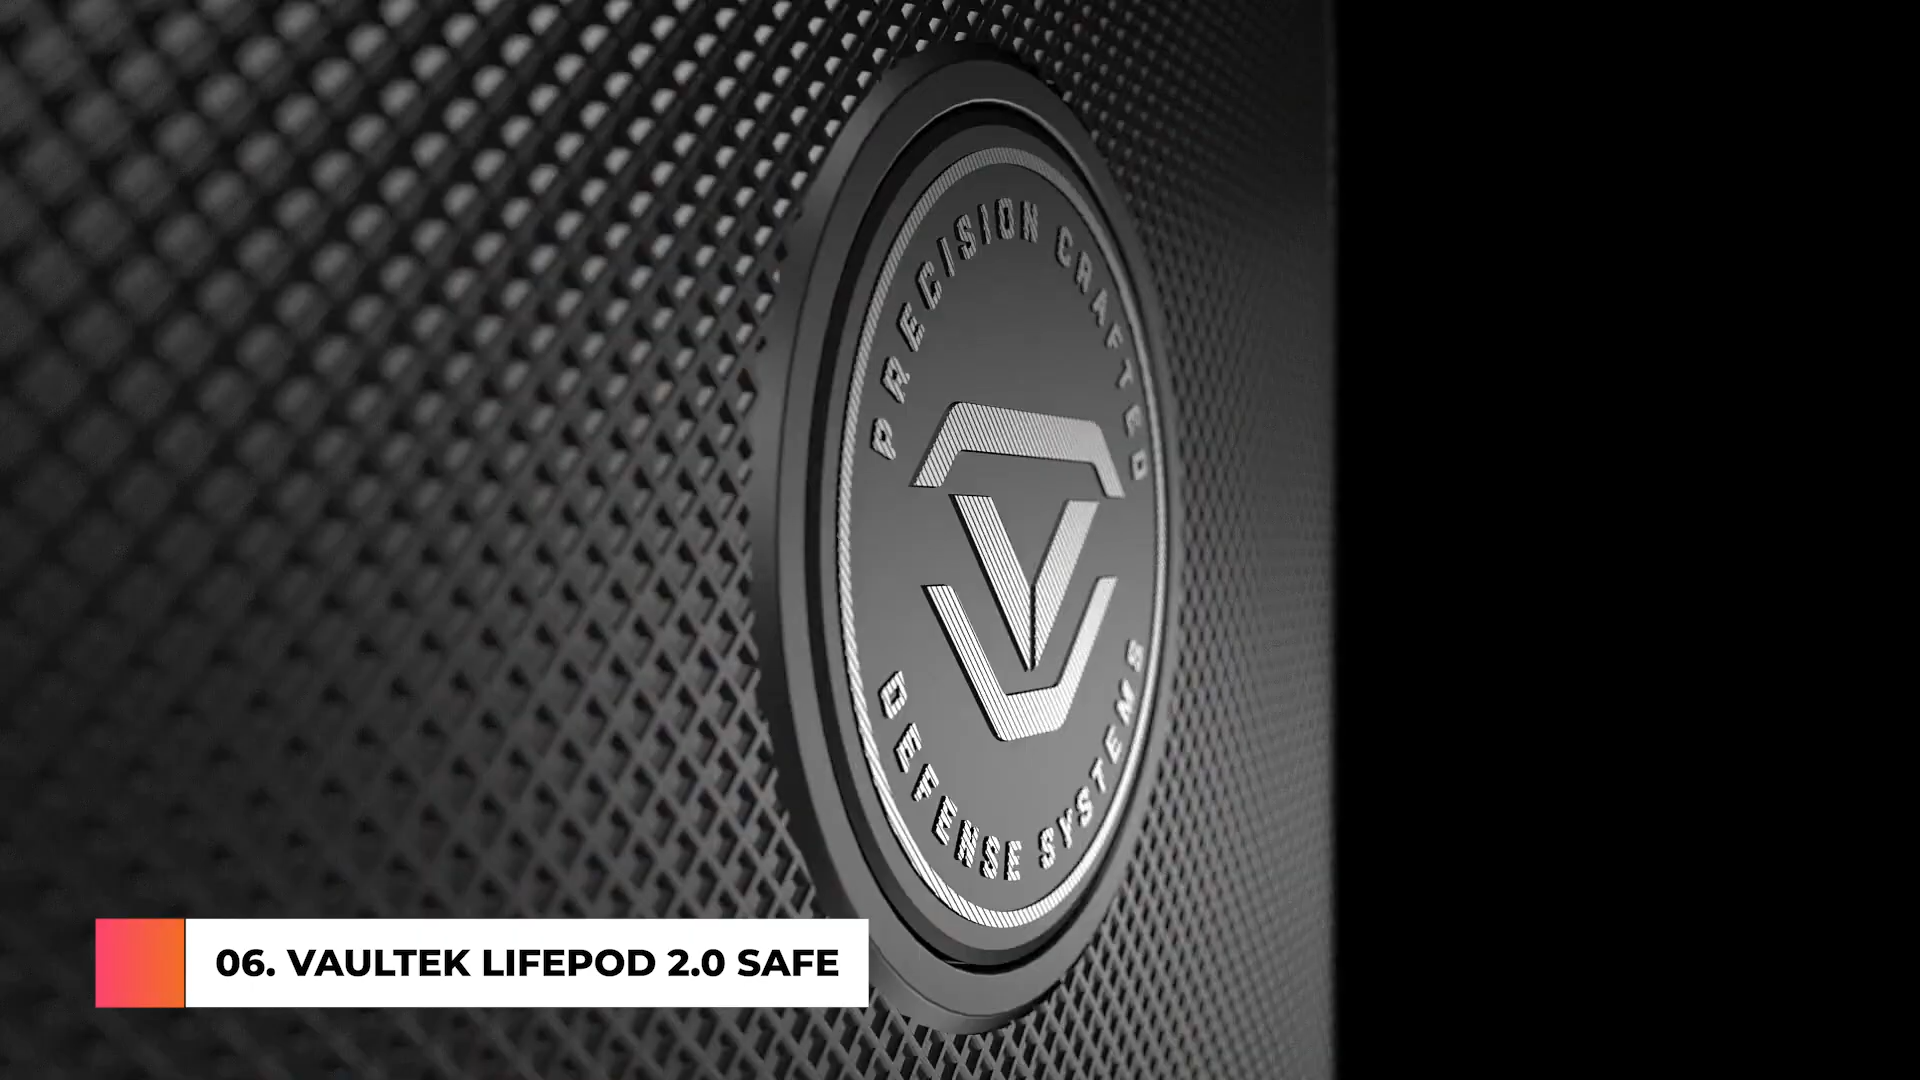 PRECISION CRAFTED
DEFENSE SYSTEMS
06. VAULTEK LIFEPOD 2.0 SAFE